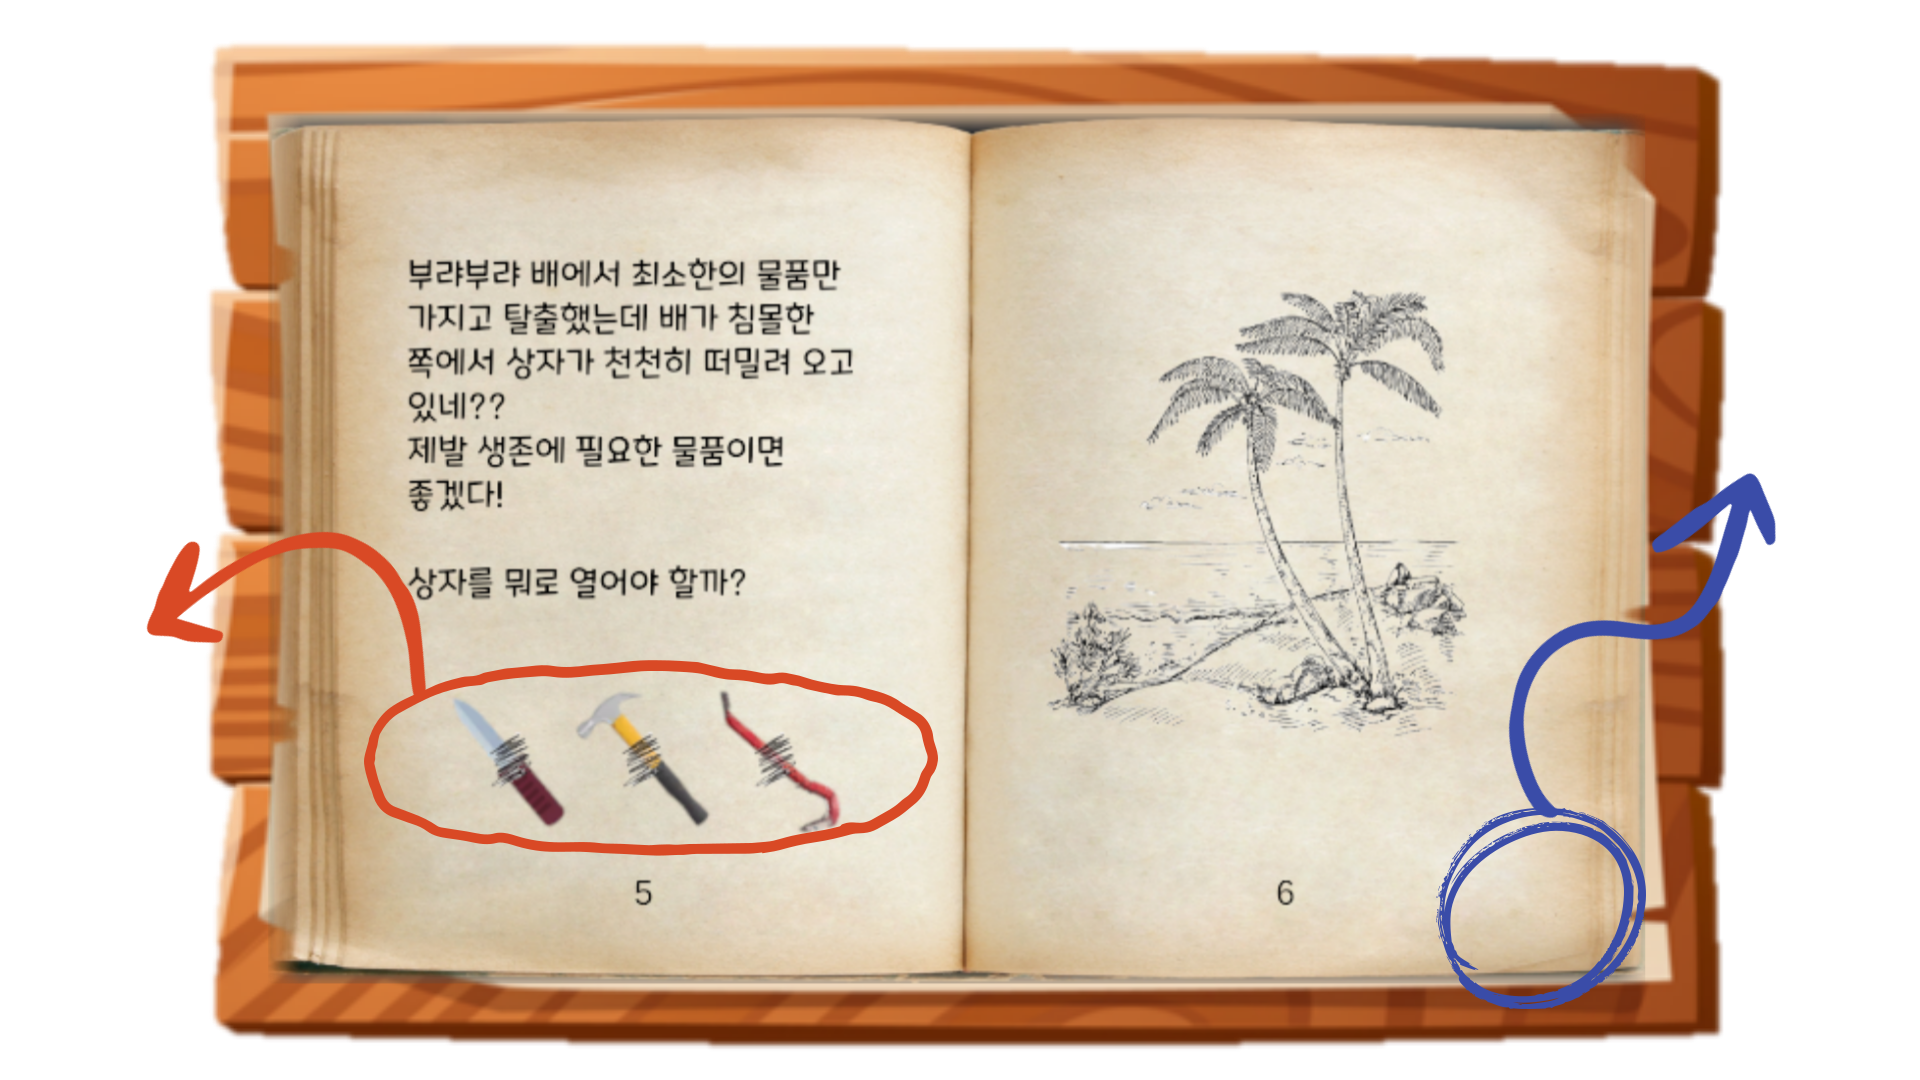 부랴부랴 배에서 최소한의 물품만
가지고 탈출했는데 배가 침몰한
쪽에서 상자가 천천히 떠밀려 오고
있네??
제발 생존에 필요한 물품이면
좋겠다!
상자를 뭐로 열어야 할까?
5
6